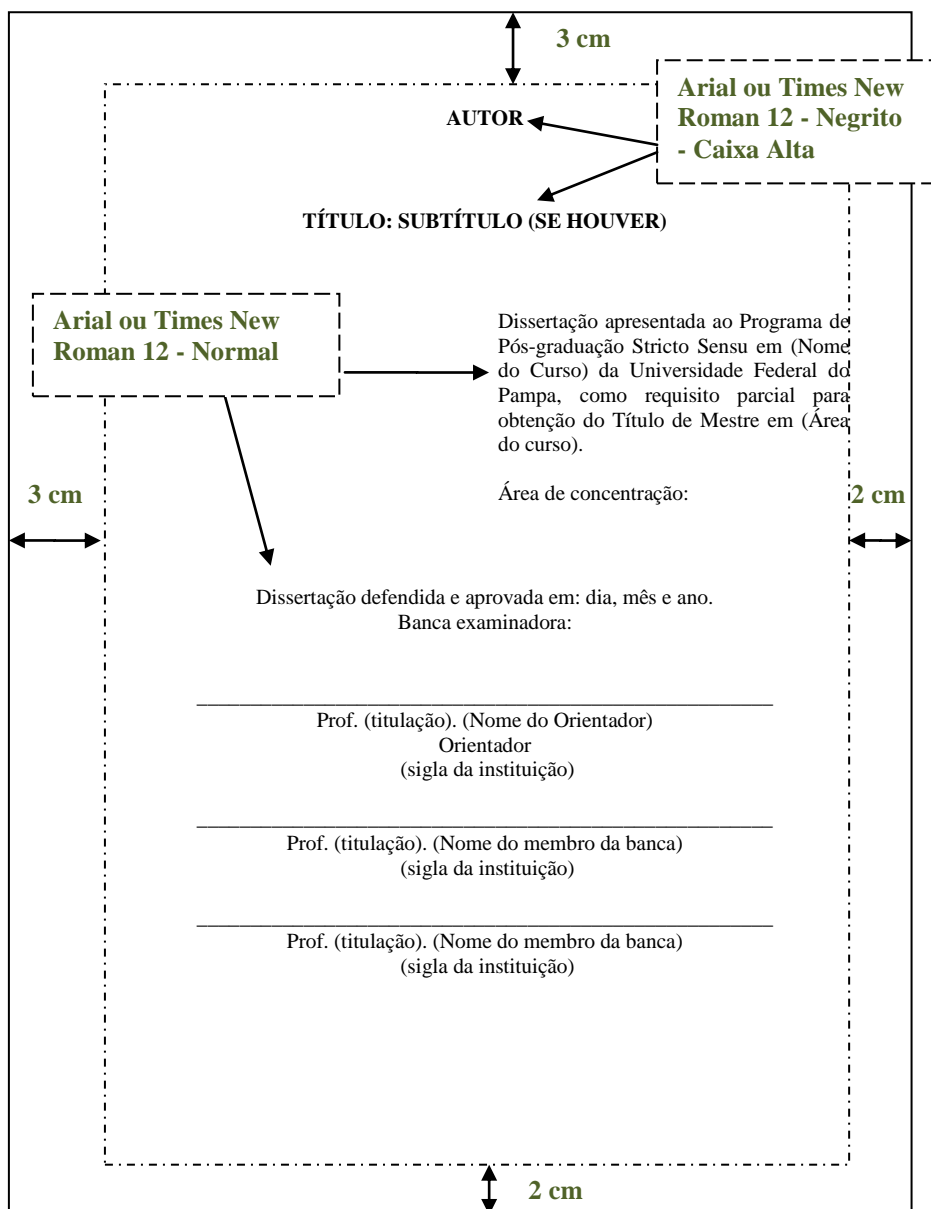 3 cm
Arial ou Times New
Roman 12 - Negrito
- Caixa Alta
AUTOR
TÍTULO: SUBTÍTULO (SE HOUVER)
Arial ou Times New
Roman 12 - Normal
Dissertação apresentada ao Programa de
Pós-graduação Stricto Sensu em (Nome
do Curso) da Universidade Federal do
Pampa, como requisito parcial para
obtenção do Título de Mestre em (Área
do curso).
Área de concentração:
3 cm
2 cm
Dissertação defendida e aprovada em: dia, mês e ano.
Banca examinadora:
Prof. (titulação). (Nome do Orientador)
Orientador
(sigla da instituição)
Prof. (titulação). (Nome do membro da banca)
(sigla da instituição)
Prof. (titulação). (Nome do membro da banca)
(sigla da instituição)
2 cm